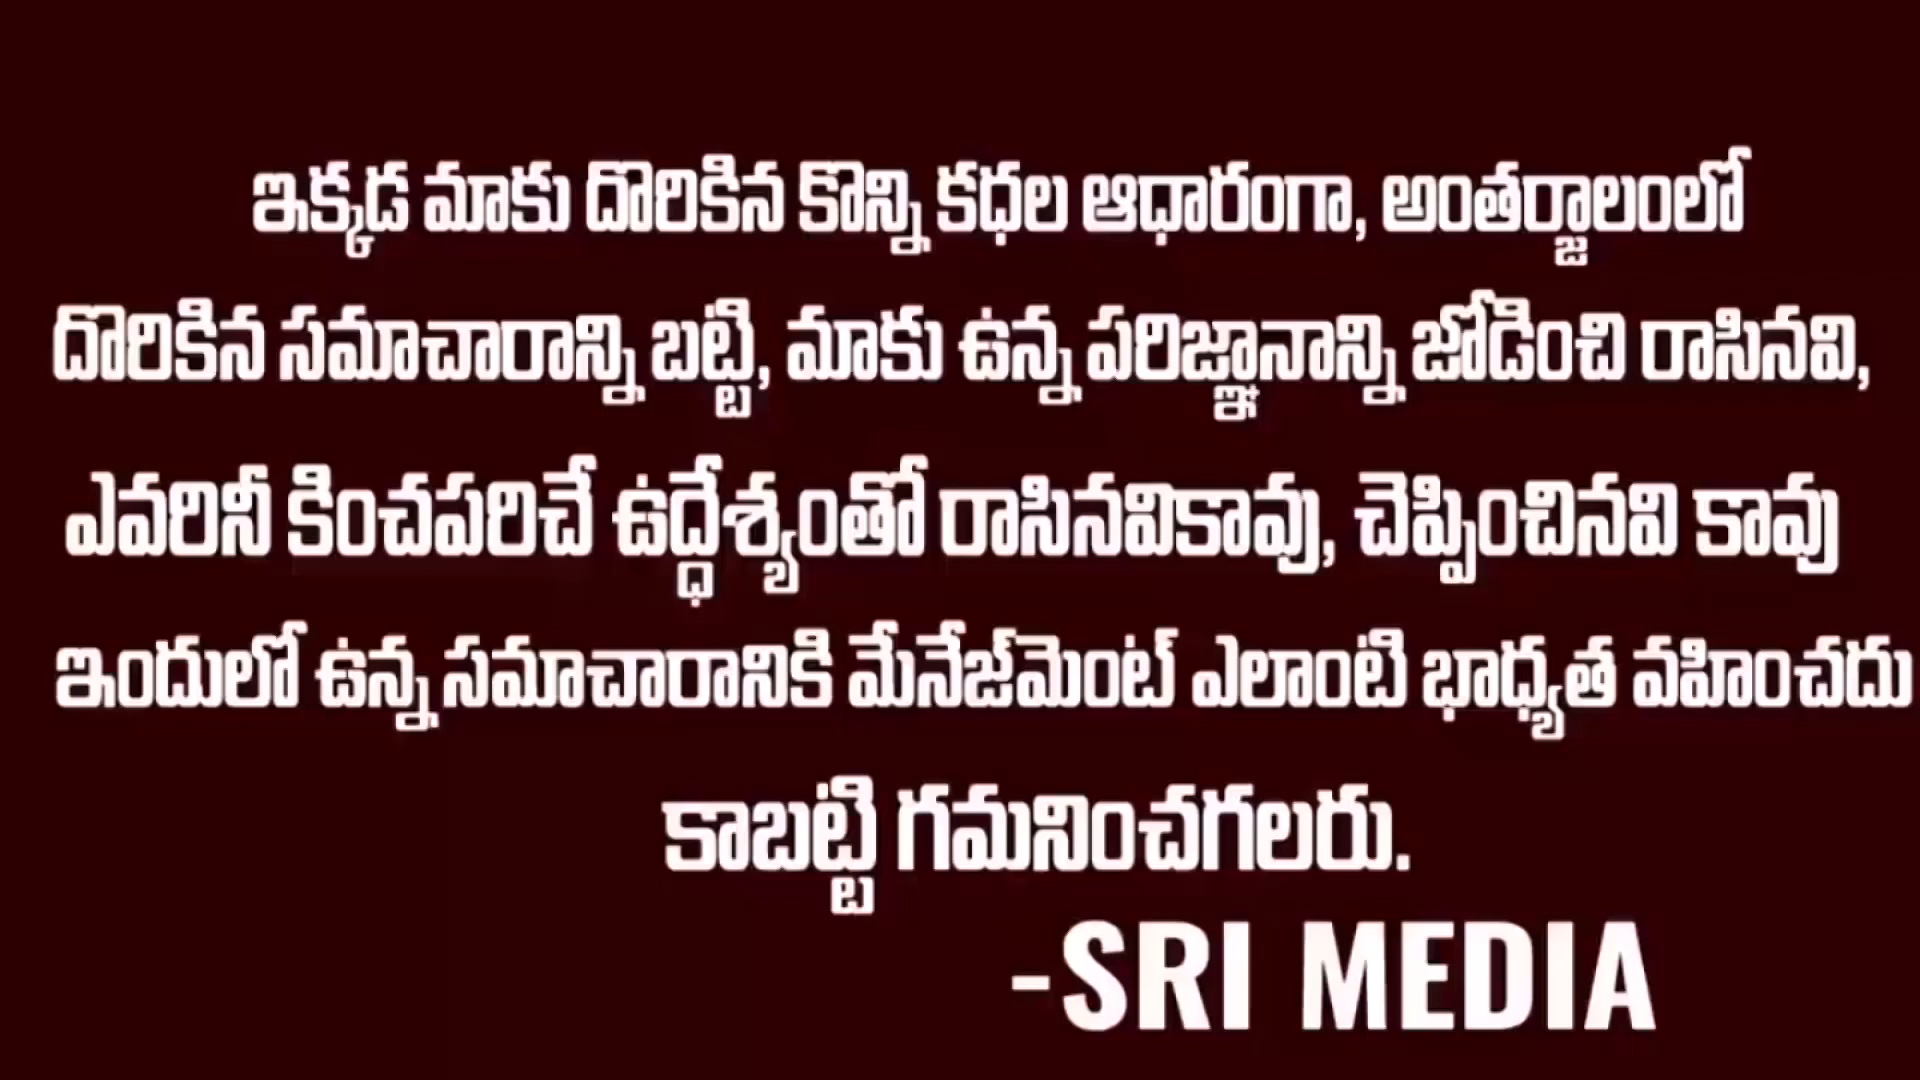 ఇక్కడ మాకు దొరికిన కొన్ని కధల ఆధారంగా, అంతర్జాలంలో
దొరికిన సమాచారాన్ని బట్టి, మాకు ఉన్న పరిజ్ఞానాన్ని జోడించి రాసినవి,
ఎవరినీ కించపరిచే ఉద్ధేశ్యంతో రాసినవికావు, చెప్పించినవి కావు
ఇందులో ఉన్న సమాచారానికి మేనేజ్‌మెంట్ ఎలాంటి భాధ్యత వహించదు
కాబట్టి గమనించగలరు.
-SRI MEDIA